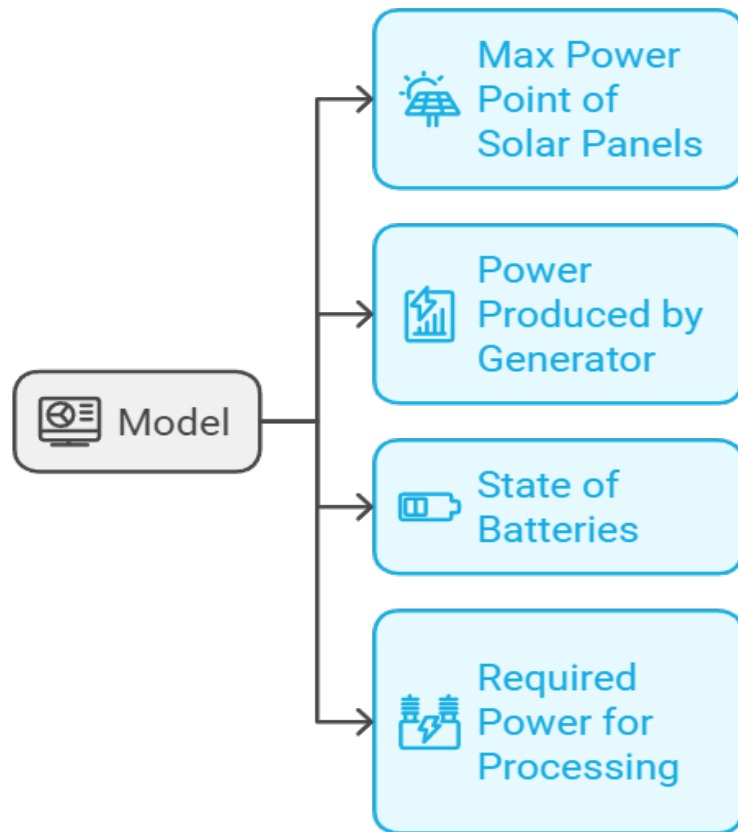 Max Power
Point of
Solar Panels
Power
Produced by
Generator
Model
State of
Batteries
Required
Power for
Processing